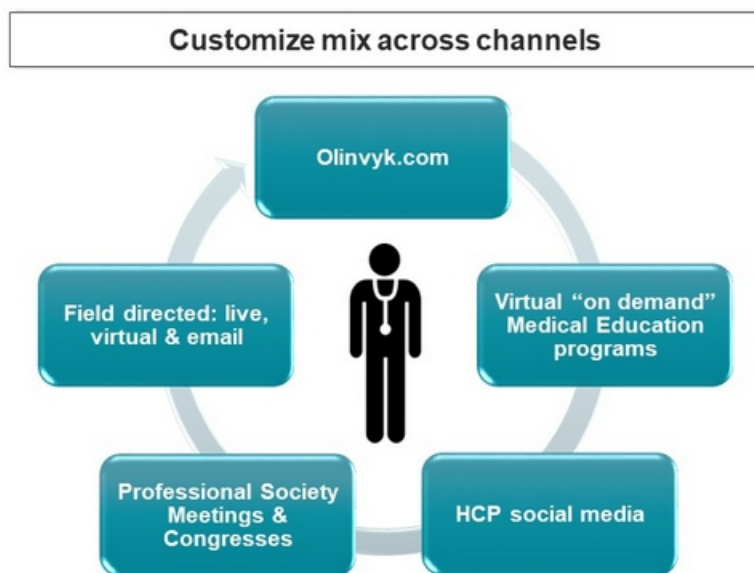 Customize mix across channels
Olinvyk.com
Virtual “on demand”
Medical Education
programs
HCP social media
Professional Society
Meetings &
Congresses
Field directed: live,
virtual & email